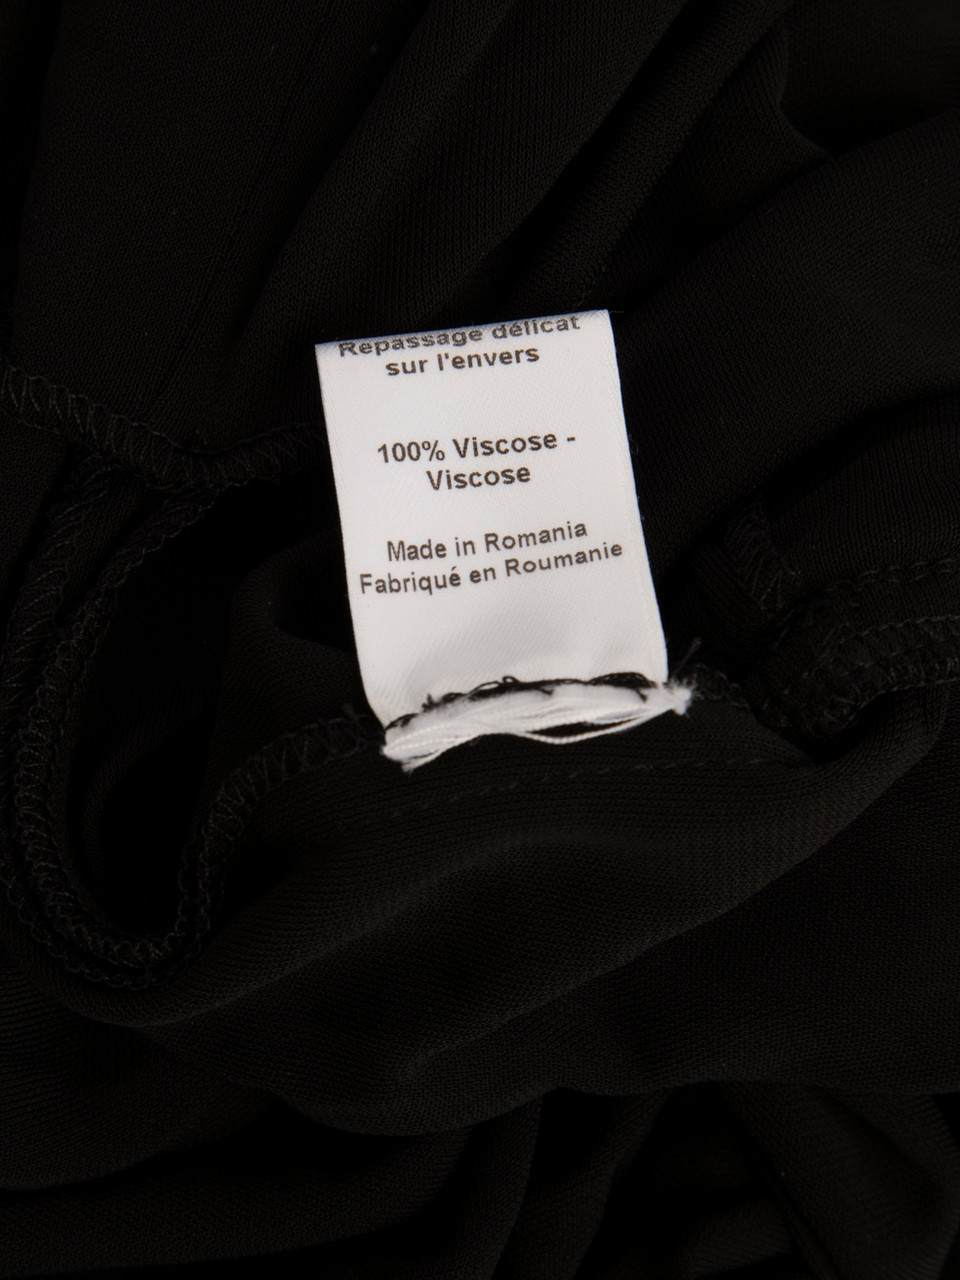 Repassage délicat
sur l'envers
100% Viscose -
Viscose
Made in Romania
Fabriqué en Roumanie